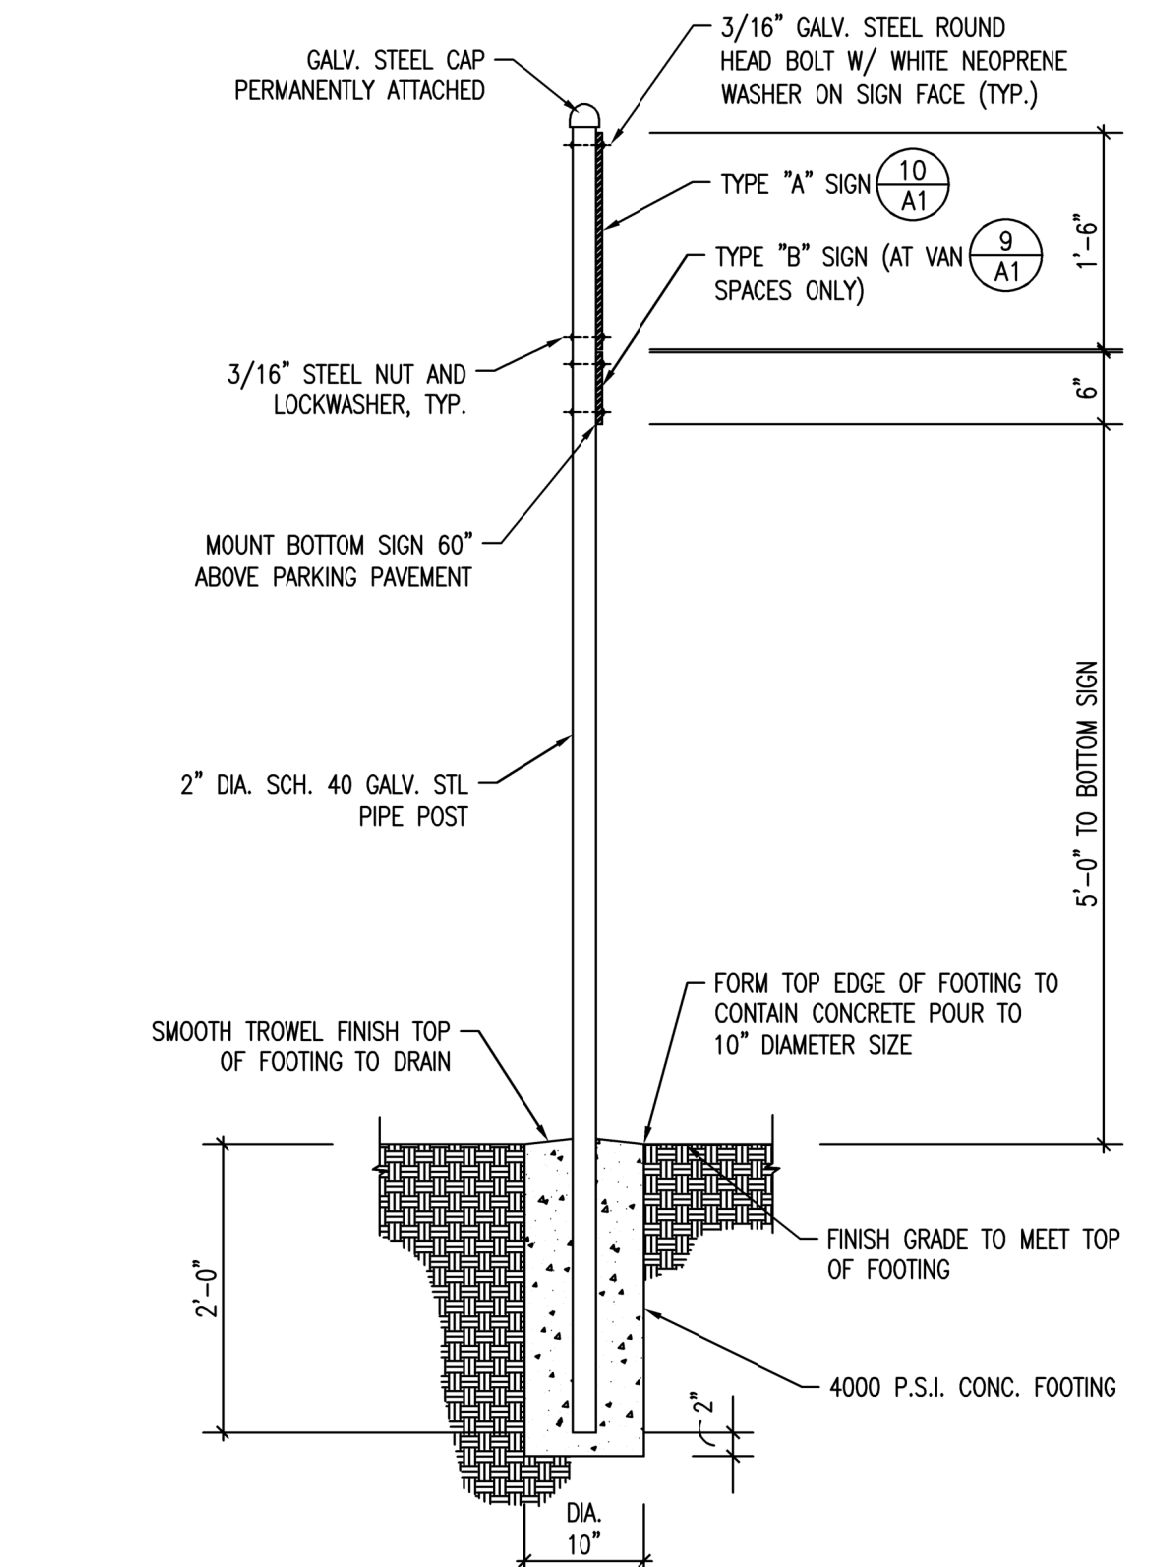 3/16" GALV. STEEL ROUND
HEAD BOLT W/ WHITE NEOPRENE
WASHER ON SIGN FACE (TYP.)
GALV. STEEL CAP
PERMANENTLY ATTACHED
TYPE "A" SIGN
10
A1
TYPE "B" SIGN (AT VAN
SPACES ONLY)
9
A1
1'-6"
3/16" STEEL NUT AND
LOCKWASHER, TYP.
6"
MOUNT BOTTOM SIGN 60"
ABOVE PARKING PAVEMENT
5'-0" TO BOTTOM SIGN
2" DIA. SCH. 40 GALV. STL
PIPE POST
FORM TOP EDGE OF FOOTING TO
CONTAIN CONCRETE POUR TO
10" DIAMETER SIZE
SMOOTH TROWEL FINISH TOP
OF FOOTING TO DRAIN
FINISH GRADE TO MEET TOP
OF FOOTING
2'-0"
4000 P.S.I. CONC. FOOTING
2"
DIA.
10"